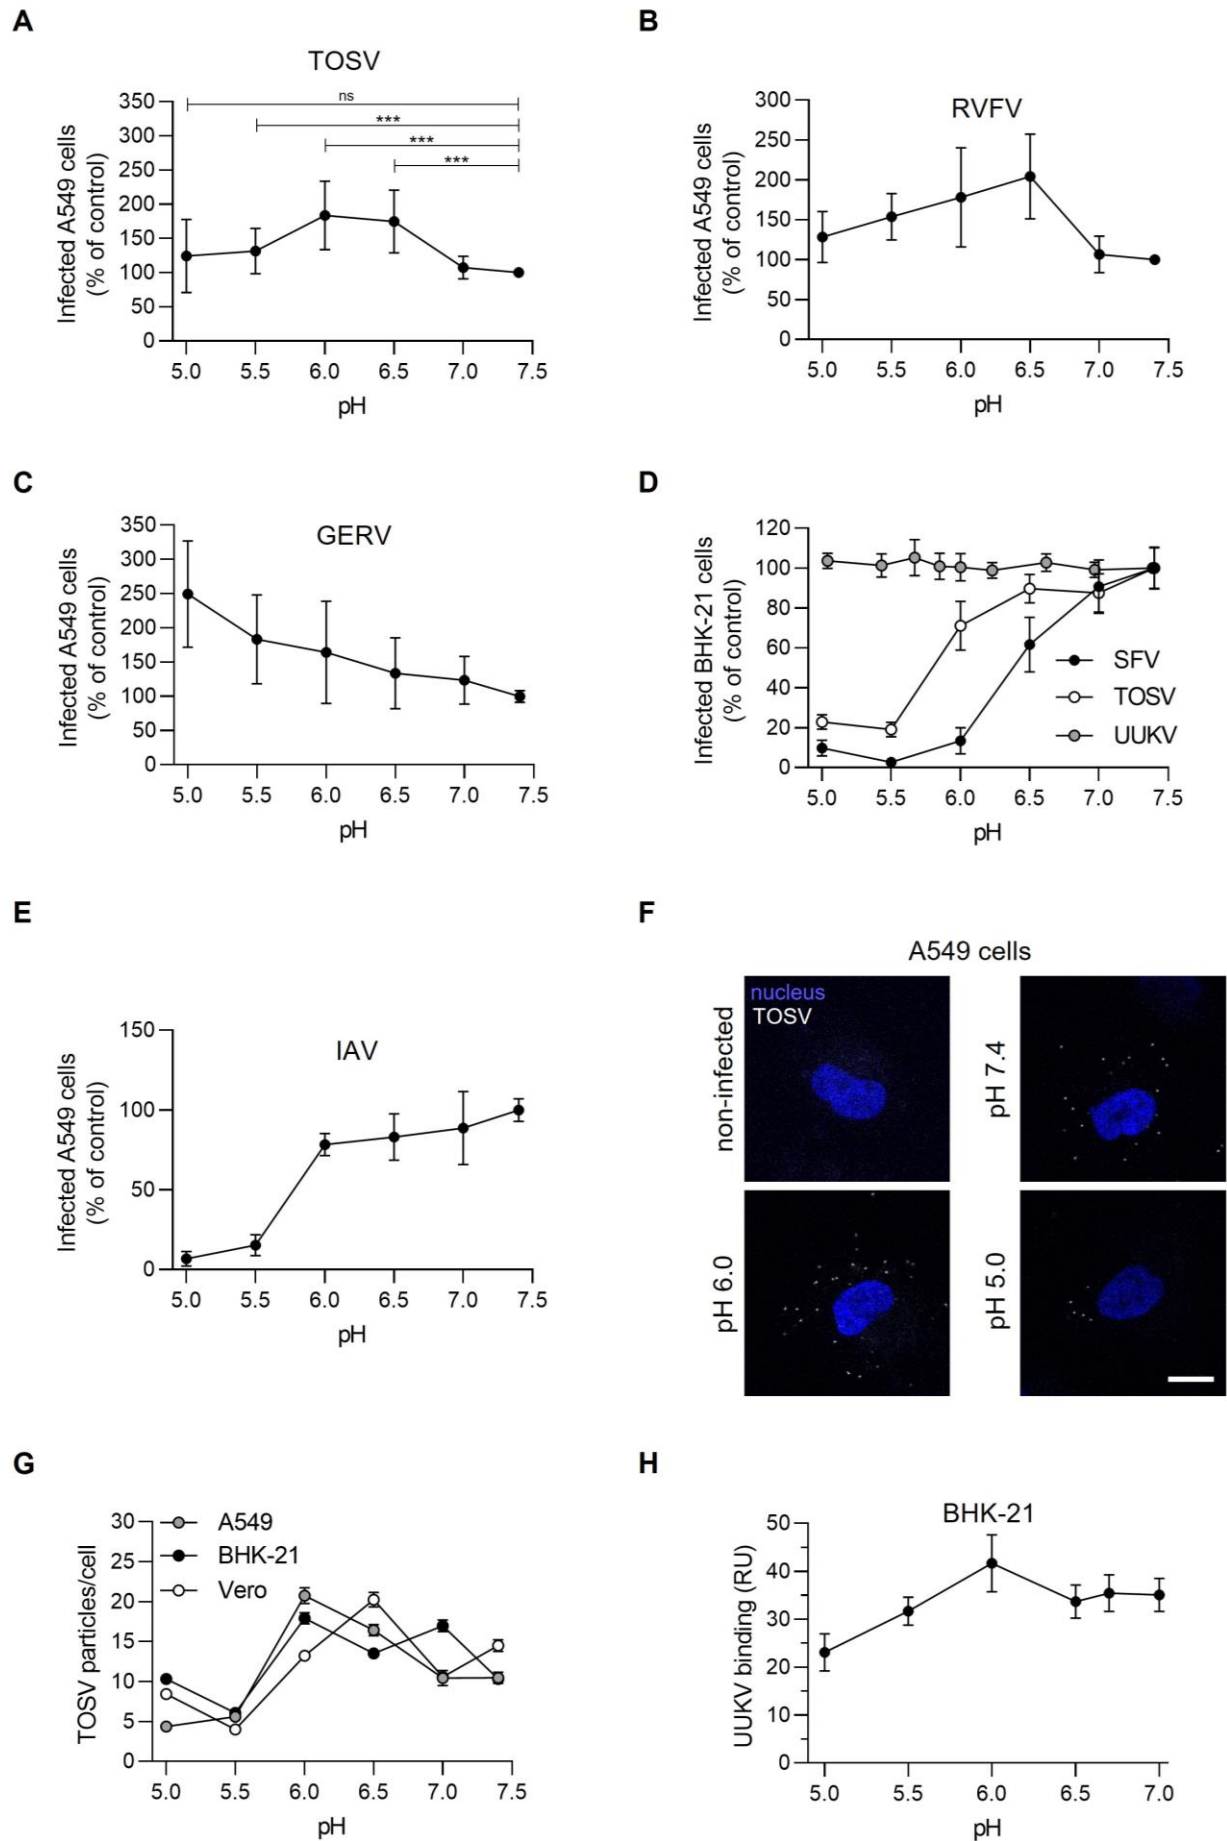 A
TOSV
ns
***
***
***
350
300
250
200
150
100
50
0
Infected A549 cells
(% of control)
5.0 5.5 6.0 6.5 7.0 7.5
pH
B
RVFV
300
250
200
150
100
50
0
Infected A549 cells
(% of control)
5.0 5.5 6.0 6.5 7.0 7.5
pH
C
GERV
350
300
250
200
150
100
50
0
Infected A549 cells
(% of control)
5.0 5.5 6.0 6.5 7.0 7.5
pH
D
120
100
80
60
40
20
0
Infected BHK-21 cells
(% of control)
SFV
TOSV
UUKV
5.0 5.5 6.0 6.5 7.0 7.5
pH
E
IAV
150
100
50
0
Infected A549 cells
(% of control)
5.0 5.5 6.0 6.5 7.0 7.5
pH
F
A549 cells
nucleus
TOSV
non-infected
pH 7.4
pH 6.0
pH 5.0
G
A549
BHK-21
Vero
30
25
20
15
10
5
0
TOSV particles/cell
5.0 5.5 6.0 6.5 7.0 7.5
pH
H
BHK-21
50
40
30
20
10
0
UUKV binding (RU)
5.0 5.5 6.0 6.5 7.0
pH